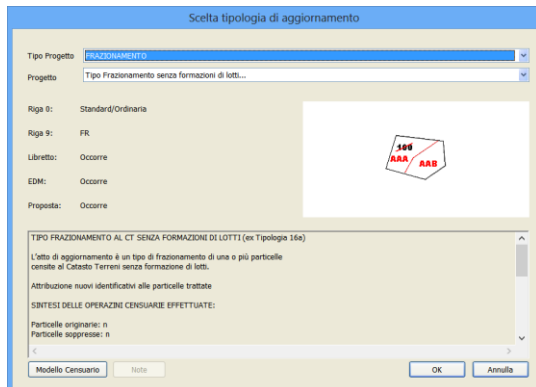 Scelta tipologia di aggiornamento
Tipo Progetto FRAZIONAMENTO
Progetto Tipo Frazionamento senza formazioni di lotti...
Riga 0: Standard/Ordinaria
Riga 9: FR
Libretto: Occorre
EDM: Occorre
Proposta: Occorre
100
AAA AAB
TIPO FRAZIONAMENTO AL CT SENZA FORMAZIONI DI LOTTI (ex Tipologia 16a)
L'atto di aggiornamento è un tipo di frazionamento di una o più particelle
censite al Catasto Terreni senza formazione di lotti.
Attribuzione nuovi identificativi alle particelle trattate
SINTESI DELLE OPERAZINI CENSUARIE EFFETTUATE:
Particelle originarie: n
Particelle soppresse: n
Modello Censuario Note OK Annulla